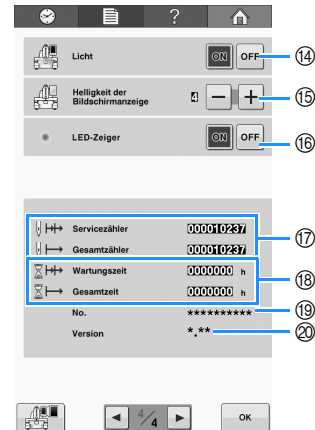 ?
Licht ON OFF ⑭
Helligkeit der
Bildschirmanzeige 4 − + ⑮
LED-Zeiger ON OFF ⑯
Servicezähler 000010237
Gesamtzähler 000010237 ⑰
Wartungszeit 0000000 h ⑱
Gesamtzeit 0000000 h
No. ********** ⑲
Version *.** ⑳
4/4 OK